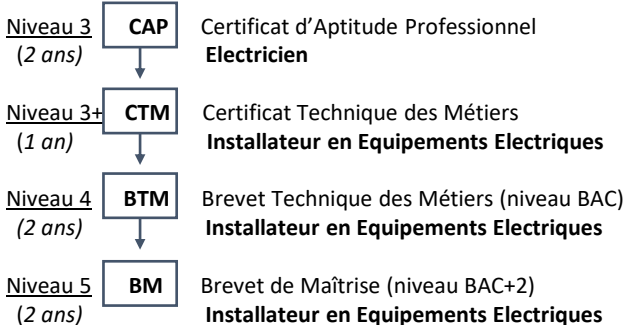 Niveau 3 CAP Certificat d’Aptitude Professionnel
(2 ans) Electricien
Niveau 3+ CTM Certificat Technique des Métiers
(1 an) Installateur en Equipements Electriques
Niveau 4 BTM Brevet Technique des Métiers (niveau BAC)
(2 ans) Installateur en Equipements Electriques
Niveau 5 BM Brevet de Maîtrise (niveau BAC+2)
(2 ans) Installateur en Equipements Electriques